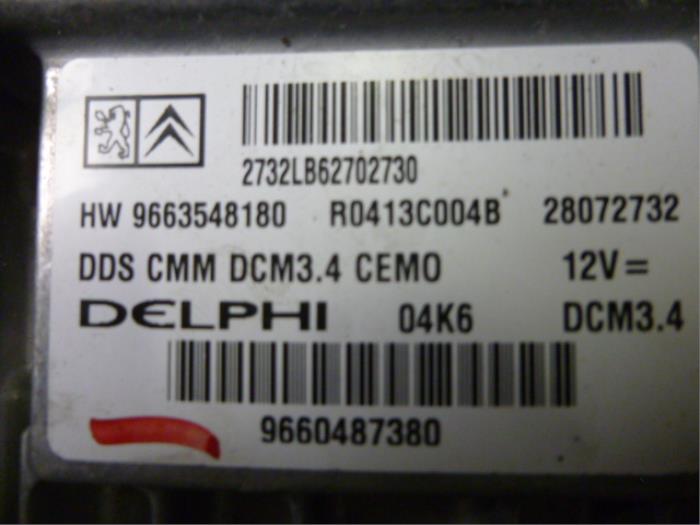 2732LB62702730
HW 9663548180 R0413C004B 28072732
DDS CMM DCM3.4 CEMO 12V=
DELPHI 04K6 DCM3.4
9660487380